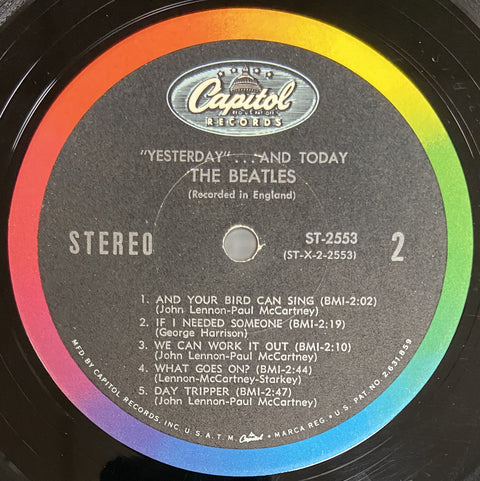 Capitol
RECORDS
"YESTERDAY"...AND TODAY
THE BEATLES
(Recorded in England)
STEREO
ST-2553
(ST-X-2-2553)
2
1. AND YOUR BIRD CAN SING (BMI-2:02)
(John Lennon-Paul McCartney)
2. IF I NEEDED SOMEONE (BMI-2:19)
(George Harrison)
3. WE CAN WORK IT OUT (BMI-2:10)
(John Lennon-Paul McCartney)
4. WHAT GOES ON? (BMI-2:44)
(Lennon-McCartney-Starkey)
5. DAY TRIPPER (BMI-2:47)
(John Lennon-Paul McCartney)
MFD. BY CAPITOL RECORDS, INC. U. S. A. T. M. Capitol • MARCA REG. • U. S. PAT. NO. 2,631,859